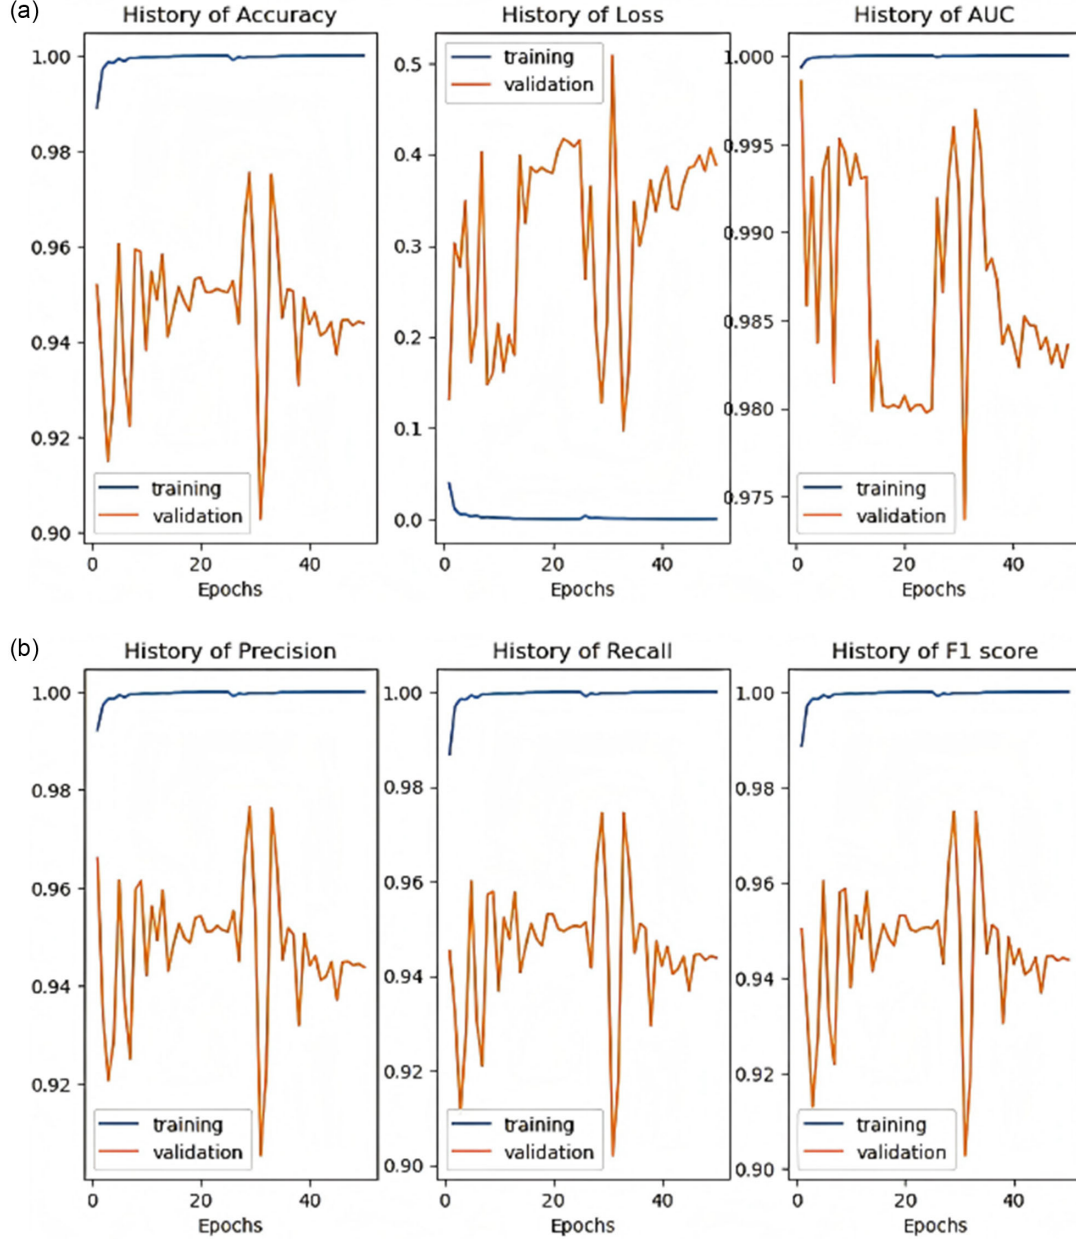 (a)
History of Accuracy
1.00
0.98
0.96
0.94
0.92
0.90
training
validation
0 20 40
Epochs
History of Loss
training
validation
0.5
0.4
0.3
0.2
0.1
0.0
0 20 40
Epochs
History of AUC
1.000
0.995
0.990
0.985
0.980
0.975
training
validation
0 20 40
Epochs
(b)
History of Precision
1.00
0.98
0.96
0.94
0.92
training
validation
0 20 40
Epochs
History of Recall
1.00
0.98
0.96
0.94
0.92
0.90
training
validation
0 20 40
Epochs
History of F1 score
1.00
0.98
0.96
0.94
0.92
0.90
training
validation
0 20 40
Epochs